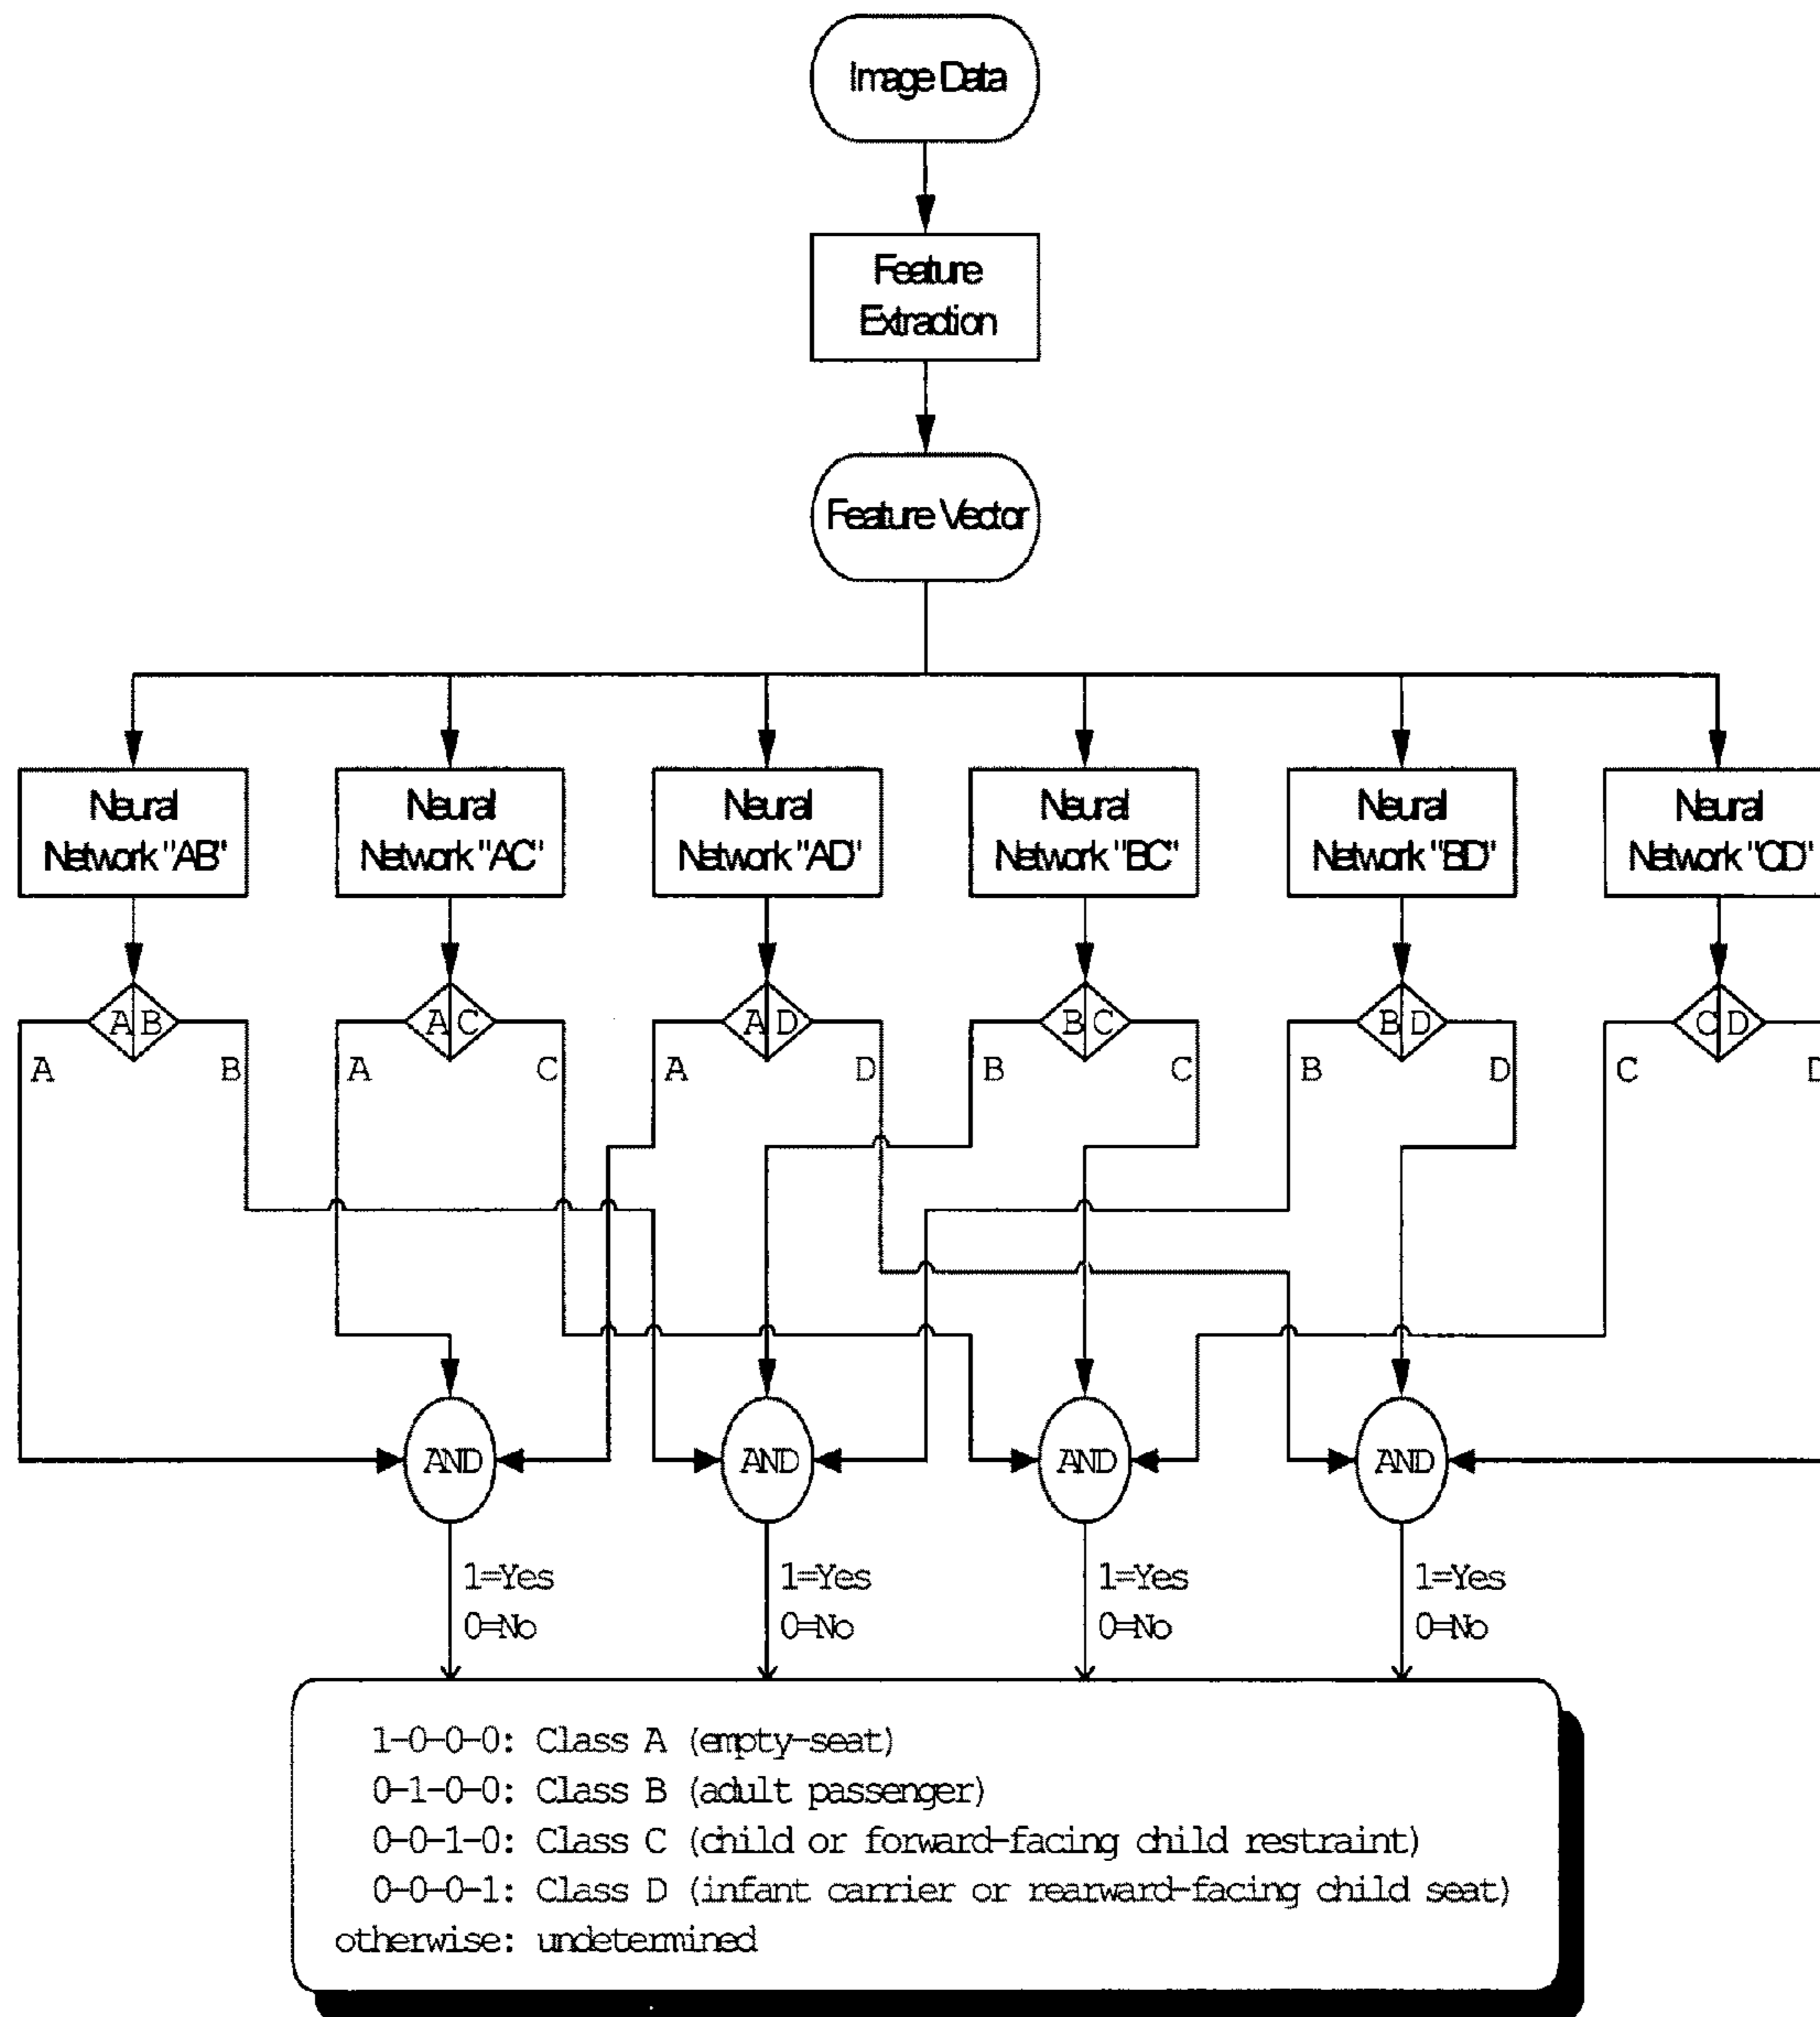 Image Data
Feature
Extraction
Feature Vector
Neural
Network "AB"
Neural
Network "AC"
Neural
Network "AD"
Neural
Network "BC"
Neural
Network "BD"
Neural
Network "CD"
A B
A C
A D
B C
B D
C D
A
B
A
C
A
D
B
C
B
D
C
D
AND
AND
AND
AND
1=Yes
0=No
1=Yes
0=No
1=Yes
0=No
1=Yes
0=No
1-0-0-0: Class A (empty-seat)
0-1-0-0: Class B (adult passenger)
0-0-1-0: Class C (child or forward-facing child restraint)
0-0-0-1: Class D (infant carrier or rearward-facing child seat)
otherwise: undetermined